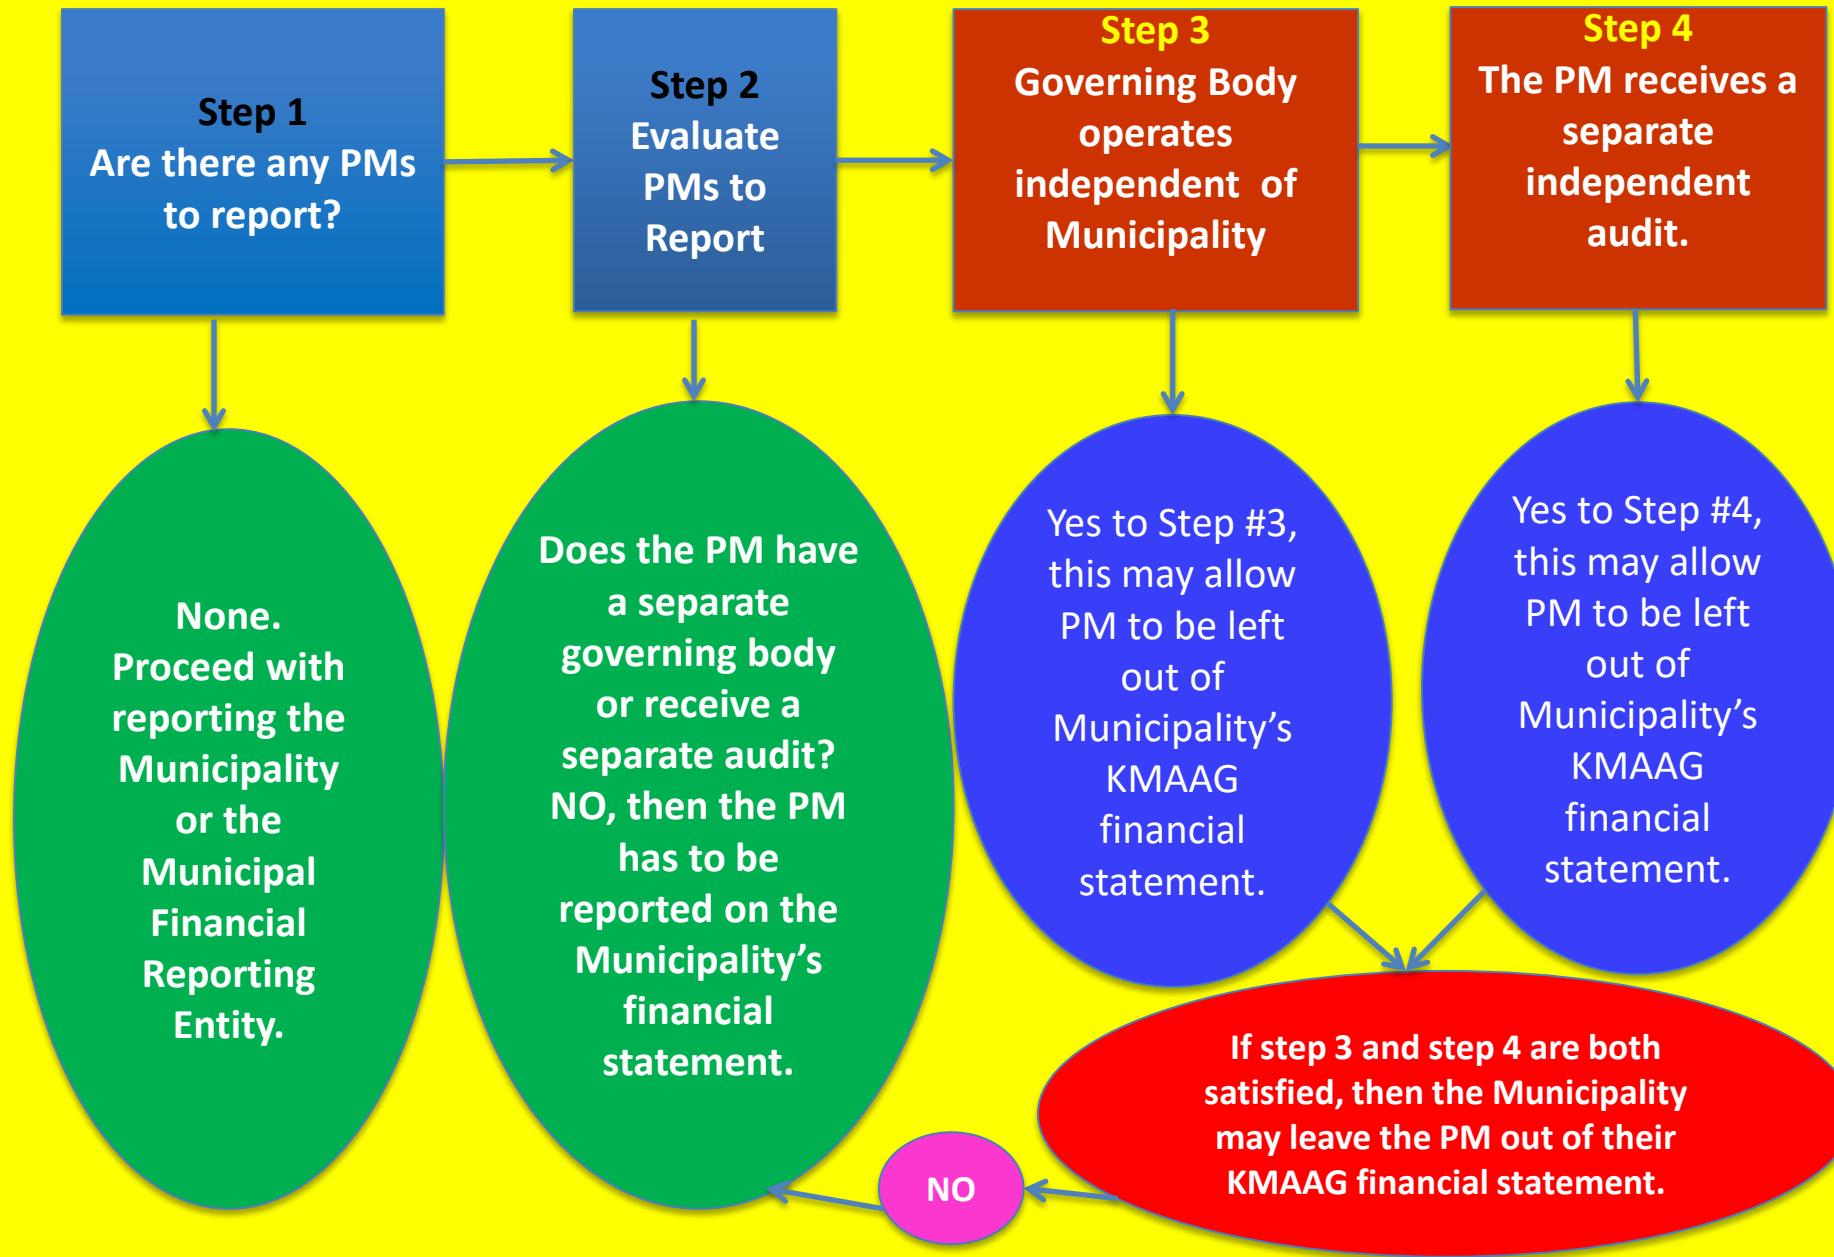 Step 1
Are there any PMs
to report?
Step 2
Evaluate
PMs to
Report
Step 3
Governing Body
operates
independent  of
Municipality
Step 4
The PM receives a
separate
independent
audit.
None.
Proceed with
reporting the
Municipality
or the
Municipal
Financial
Reporting
Entity.
Does the PM have
a separate
governing body
or receive a
separate audit?
NO, then the PM
has to be
reported on the
Municipality’s
financial
statement.
Yes to Step #3,
this may allow
PM to be left
out of
Municipality’s
KMAAG
financial
statement.
Yes to Step #4,
this may allow
PM to be left
out of
Municipality’s
KMAAG
financial
statement.
If step 3 and step 4 are both
satisfied, then the Municipality
may leave the PM out of their
KMAAG financial statement.
NO